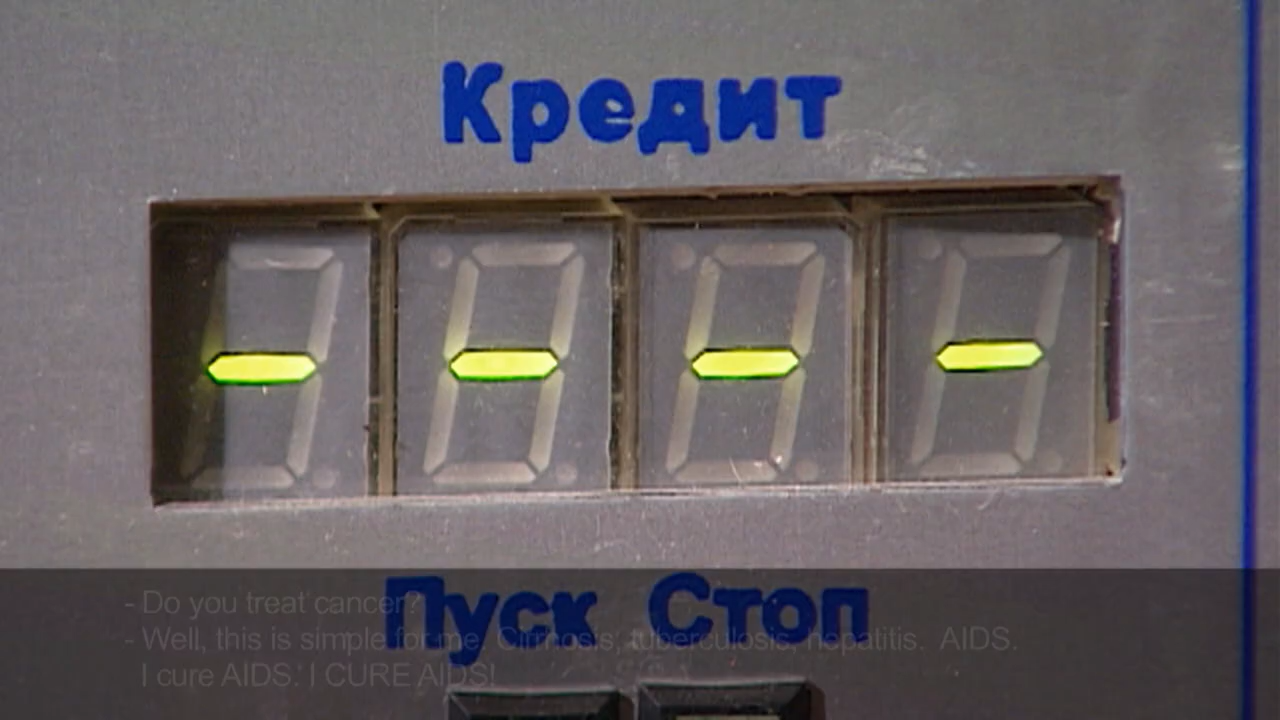 Кредит
----
Пуск Стоп
- Do you treat cancer?
- Well, this is simple for me. Cirrhosis, tuberculosis, hepatitis. AIDS.
I cure AIDS. I CURE AIDS!